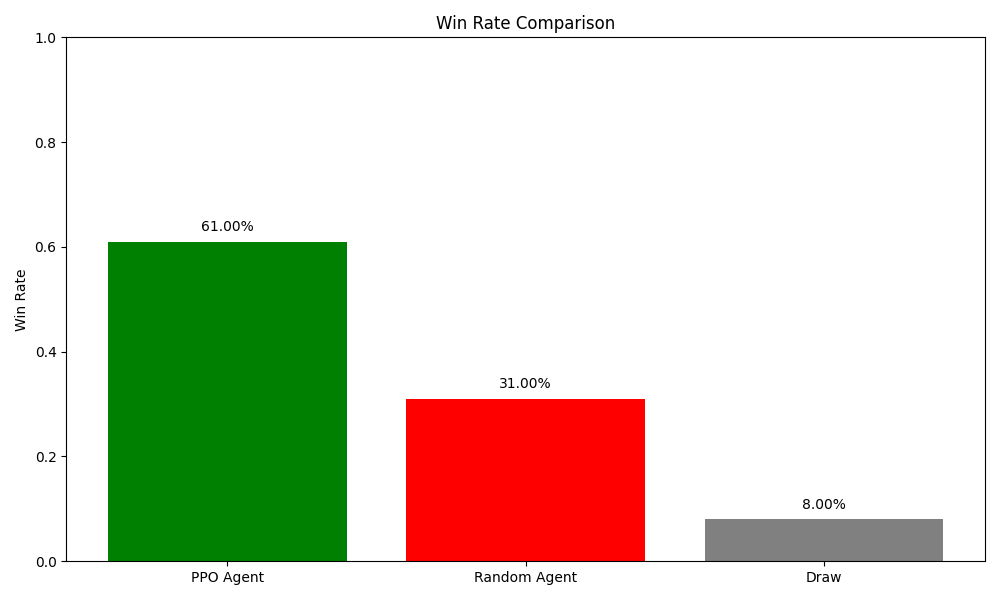 Win Rate Comparison
Win Rate
1.0
0.8
0.6
0.4
0.2
0.0
61.00%
31.00%
8.00%
PPO Agent
Random Agent
Draw